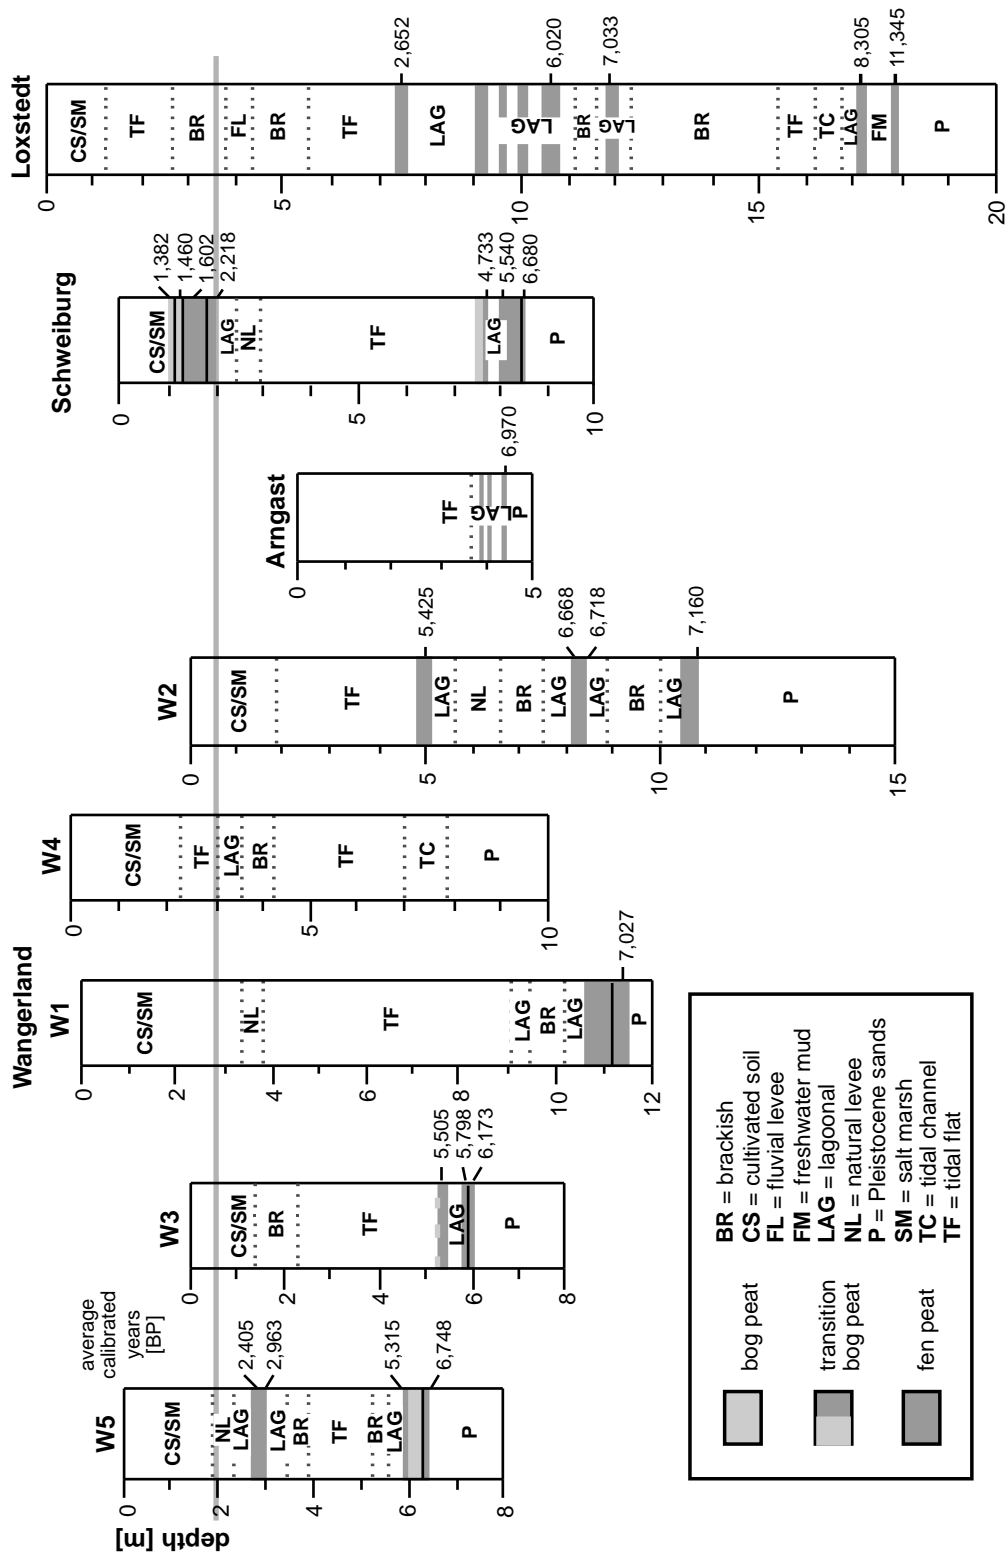 Wangerland
W5
W3
W1
W4
W2
Arngast
Schweiburg
Loxstedt
depth [m]
average
calibrated
years
[BP]
0
2
4
6
8
CS/SM
NL
LAG
LAG
BR
TF
BR
LAG
P
2,405
2,963
5,315
6,748
0
2
4
6
8
CS/SM
BR
TF
LAG
P
5,505
5,798
6,173
0
2
4
6
8
10
12
CS/SM
NL
TF
LAG
BR
LAG
P
7,027
0
5
10
CS/SM
TF
LAG
BR
TF
TC
P
0
5
10
15
CS/SM
TF
LAG
NL
BR
LAG
LAG
BR
LAG
P
5,425
6,668
6,718
7,160
0
5
TF
LAG
P
6,970
0
5
10
CS/SM
LAG
NL
TF
LAG
P
1,382
1,460
1,602
2,218
4,733
5,540
6,680
0
5
10
15
20
CS/SM
TF
BR
FL
BR
TF
LAG
LAG
BR
LAG
BR
TF
TC
LAG
FM
P
2,652
6,020
7,033
8,305
11,345
bog peat
transition
bog peat
fen peat
BR = brackish
CS = cultivated soil
FL = fluvial levee
FM = freshwater mud
LAG = lagoonal
NL = natural levee
P = Pleistocene sands
SM = salt marsh
TC = tidal channel
TF = tidal flat